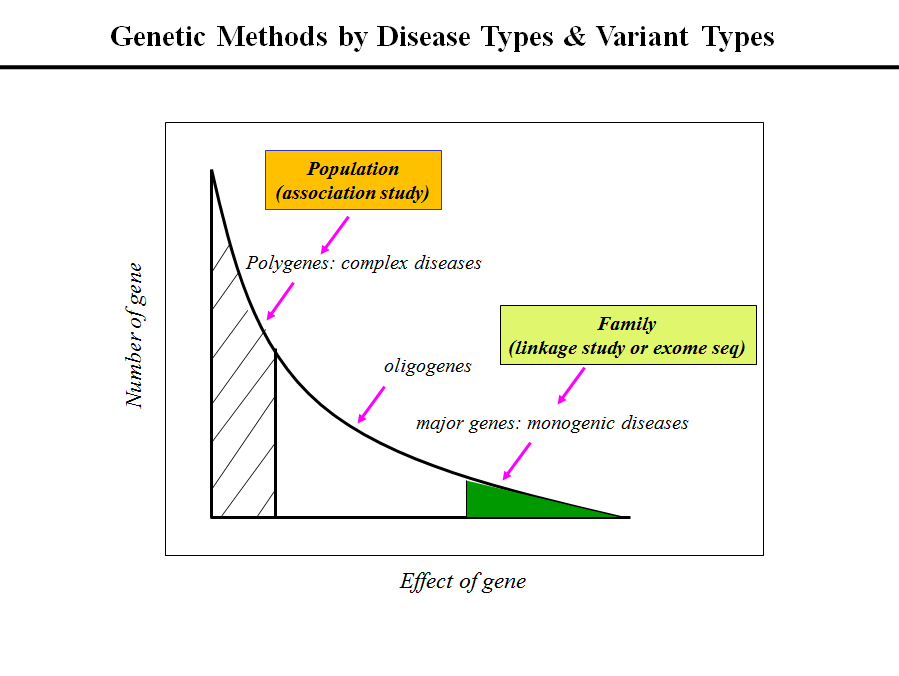 Genetic Methods by Disease Types & Variant Types
Population
(association study)
Polygenes: complex diseases
Family
(linkage study or exome seq)
oligogenes
major genes: monogenic diseases
Number of gene
Effect of gene